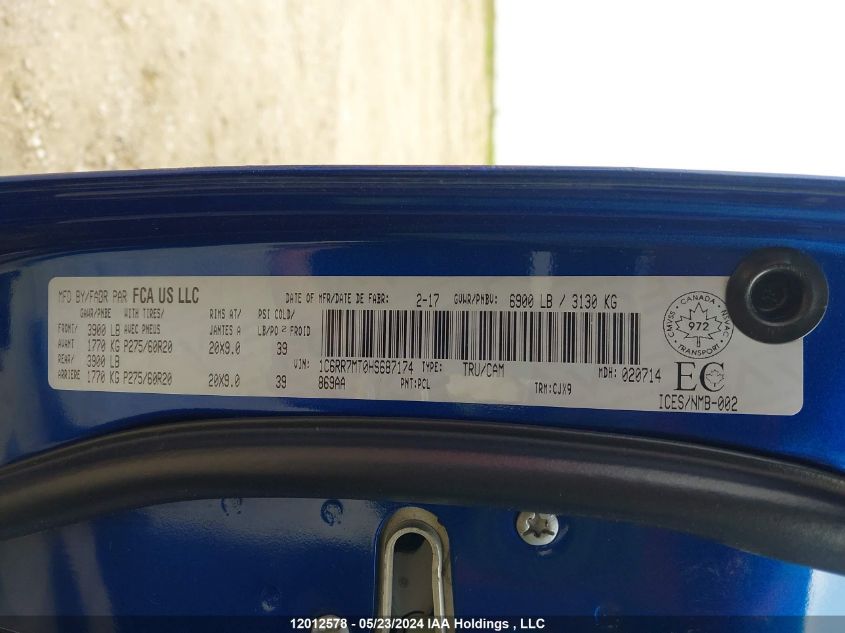 MFD BY/FABR PAR FCA US LLC
DATE OF MFR/DATE DE FABR: 2-17 GVWR/PNBV: 6900 LB / 3130 KG
GAWR/PNBE WITH TIRES/ RIMS AT/ PSI COLD/
FRONT/ 3900 LB AVEC PNEUS JANTES A LB/PO² FROID
AVANT 1770 KG P275/60R20 20X9.0 39
REAR/ 3900 LB
ARRIERE 1770 KG P275/60R20 20X9.0 39
VIN: 1C6RR7MT0HS687174 TYPE: TRU/CAM MDH: 020714
869AA PNT:PCL TRM:CJX9
CANADA
CMVSS NSVAC
972
TRANSPORT
EC
ICES/NMB-002
12012578 - 05/23/2024 IAA Holdings , LLC